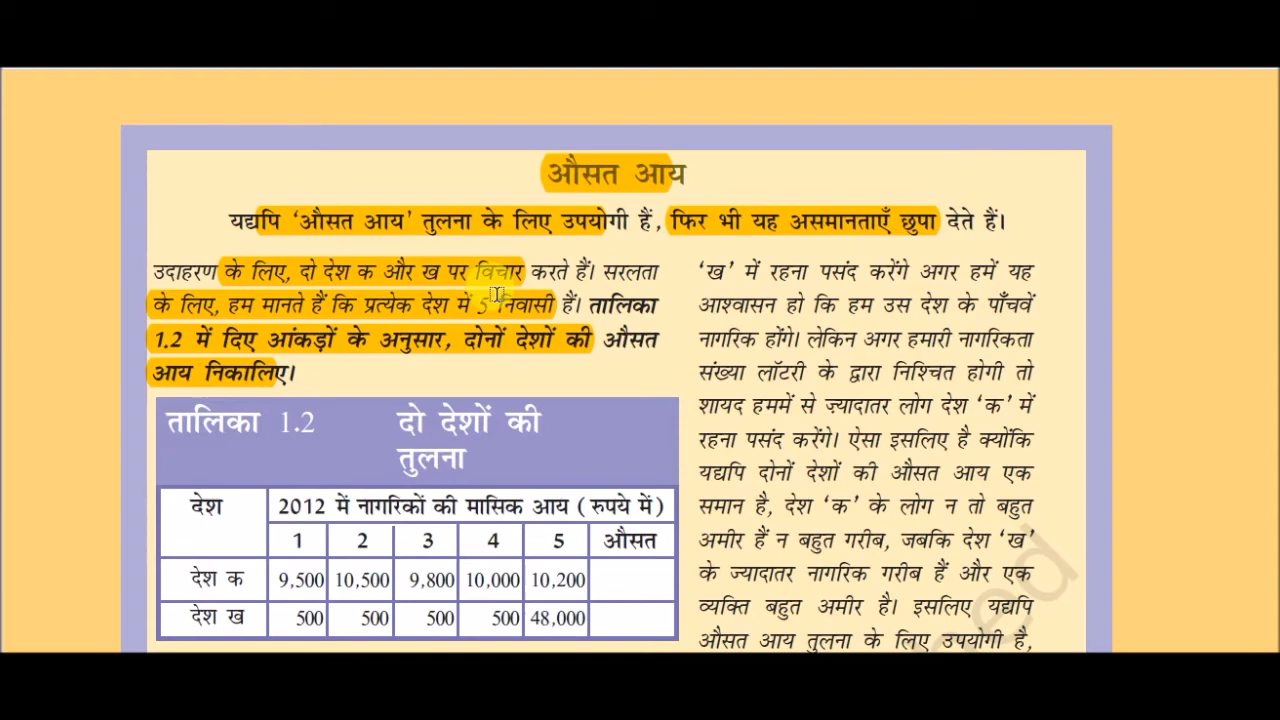 औसत आय
यद्यपि ‘औसत आय’ तुलना के लिए उपयोगी हैं, फिर भी यह असमानताएँ छुपा देते हैं।
उदाहरण के लिए, दो देश क और ख पर विचार करते हैं। सरलता
के लिए, हम मानते हैं कि प्रत्येक देश में 5 निवासी हैं। तालिका
1.2 में दिए आंकड़ों के अनुसार, दोनों देशों की औसत
आय निकालिए।
तालिका 1.2 दो देशों की
तुलना
देश 2012 में नागरिकों की मासिक आय (रुपये में)
1 2 3 4 5 औसत
देश क 9,500 10,500 9,800 10,000 10,200
देश ख 500 500 500 500 48,000
‘ख’ में रहना पसंद करेंगे अगर हमें यह
आश्वासन हो कि हम उस देश के पाँचवें
नागरिक होंगे। लेकिन अगर हमारी नागरिकता
संख्या लॉटरी के द्वारा निश्चित होगी तो
शायद हममें से ज़्यादातर लोग देश ‘क’ में
रहना पसंद करेंगे। ऐसा इसलिए है क्योंकि
यद्यपि दोनों देशों की औसत आय एक
समान है, देश ‘क’ के लोग न तो बहुत
अमीर हैं न बहुत गरीब, जबकि देश ‘ख’
के ज्यादातर नागरिक गरीब हैं और एक
व्यक्ति बहुत अमीर है। इसलिए यद्यपि
औसत आय तुलना के लिए उपयोगी है,